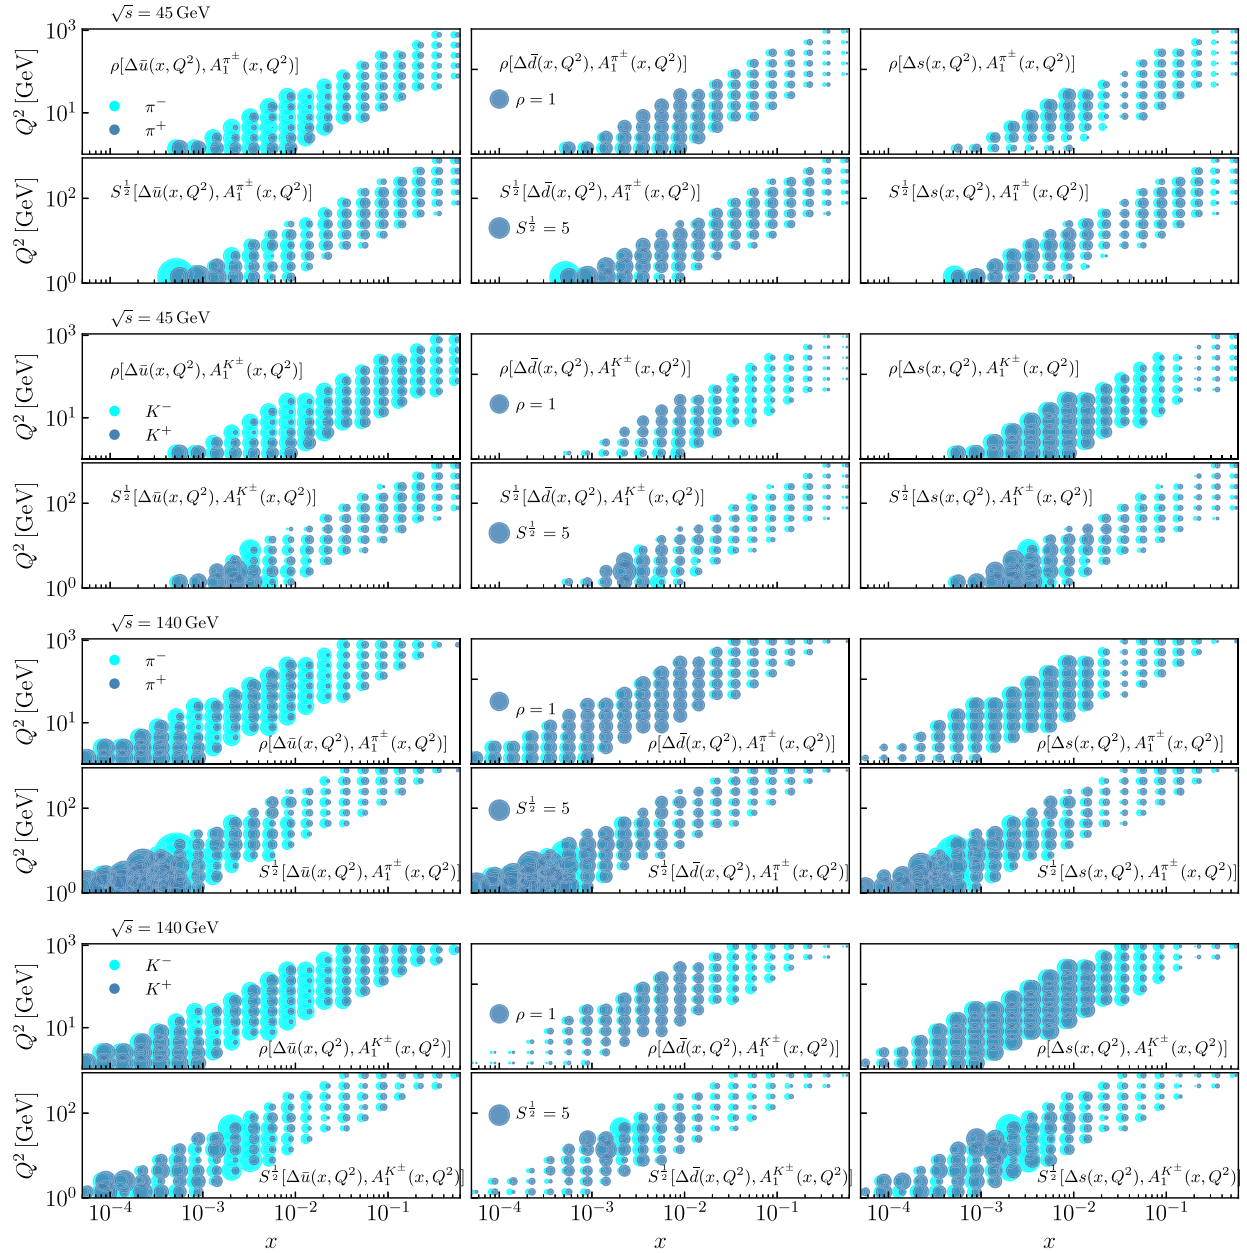 √s = 45 GeV
10³
10¹
Q² [GeV]
ρ[Δū(x, Q²), A₁^{π±}(x, Q²)]
π⁻
π⁺
ρ[Δd̄(x, Q²), A₁^{π±}(x, Q²)]
ρ = 1
ρ[Δs(x, Q²), A₁^{π±}(x, Q²)]
10²
10⁰
Q² [GeV]
S^{1/2}[Δū(x, Q²), A₁^{π±}(x, Q²)]
S^{1/2}[Δd̄(x, Q²), A₁^{π±}(x, Q²)]
S^{1/2} = 5
S^{1/2}[Δs(x, Q²), A₁^{π±}(x, Q²)]
√s = 45 GeV
10³
10¹
Q² [GeV]
ρ[Δū(x, Q²), A₁^{K±}(x, Q²)]
K⁻
K⁺
ρ[Δd̄(x, Q²), A₁^{K±}(x, Q²)]
ρ = 1
ρ[Δs(x, Q²), A₁^{K±}(x, Q²)]
10²
10⁰
Q² [GeV]
S^{1/2}[Δū(x, Q²), A₁^{K±}(x, Q²)]
S^{1/2}[Δd̄(x, Q²), A₁^{K±}(x, Q²)]
S^{1/2} = 5
S^{1/2}[Δs(x, Q²), A₁^{K±}(x, Q²)]
√s = 140 GeV
10³
10¹
Q² [GeV]
π⁻
π⁺
ρ[Δū(x, Q²), A₁^{π±}(x, Q²)]
ρ = 1
ρ[Δd̄(x, Q²), A₁^{π±}(x, Q²)]
ρ[Δs(x, Q²), A₁^{π±}(x, Q²)]
10²
10⁰
Q² [GeV]
S^{1/2}[Δū(x, Q²), A₁^{π±}(x, Q²)]
S^{1/2} = 5
S^{1/2}[Δd̄(x, Q²), A₁^{π±}(x, Q²)]
S^{1/2}[Δs(x, Q²), A₁^{π±}(x, Q²)]
√s = 140 GeV
10³
10¹
Q² [GeV]
K⁻
K⁺
ρ[Δū(x, Q²), A₁^{K±}(x, Q²)]
ρ = 1
ρ[Δd̄(x, Q²), A₁^{K±}(x, Q²)]
ρ[Δs(x, Q²), A₁^{K±}(x, Q²)]
10²
10⁰
Q² [GeV]
S^{1/2}[Δū(x, Q²), A₁^{K±}(x, Q²)]
S^{1/2} = 5
S^{1/2}[Δd̄(x, Q²), A₁^{K±}(x, Q²)]
S^{1/2}[Δs(x, Q²), A₁^{K±}(x, Q²)]
10⁻⁴ 10⁻³ 10⁻² 10⁻¹ 10⁻⁴ 10⁻³ 10⁻² 10⁻¹ 10⁻⁴ 10⁻³ 10⁻² 10⁻¹
x x x